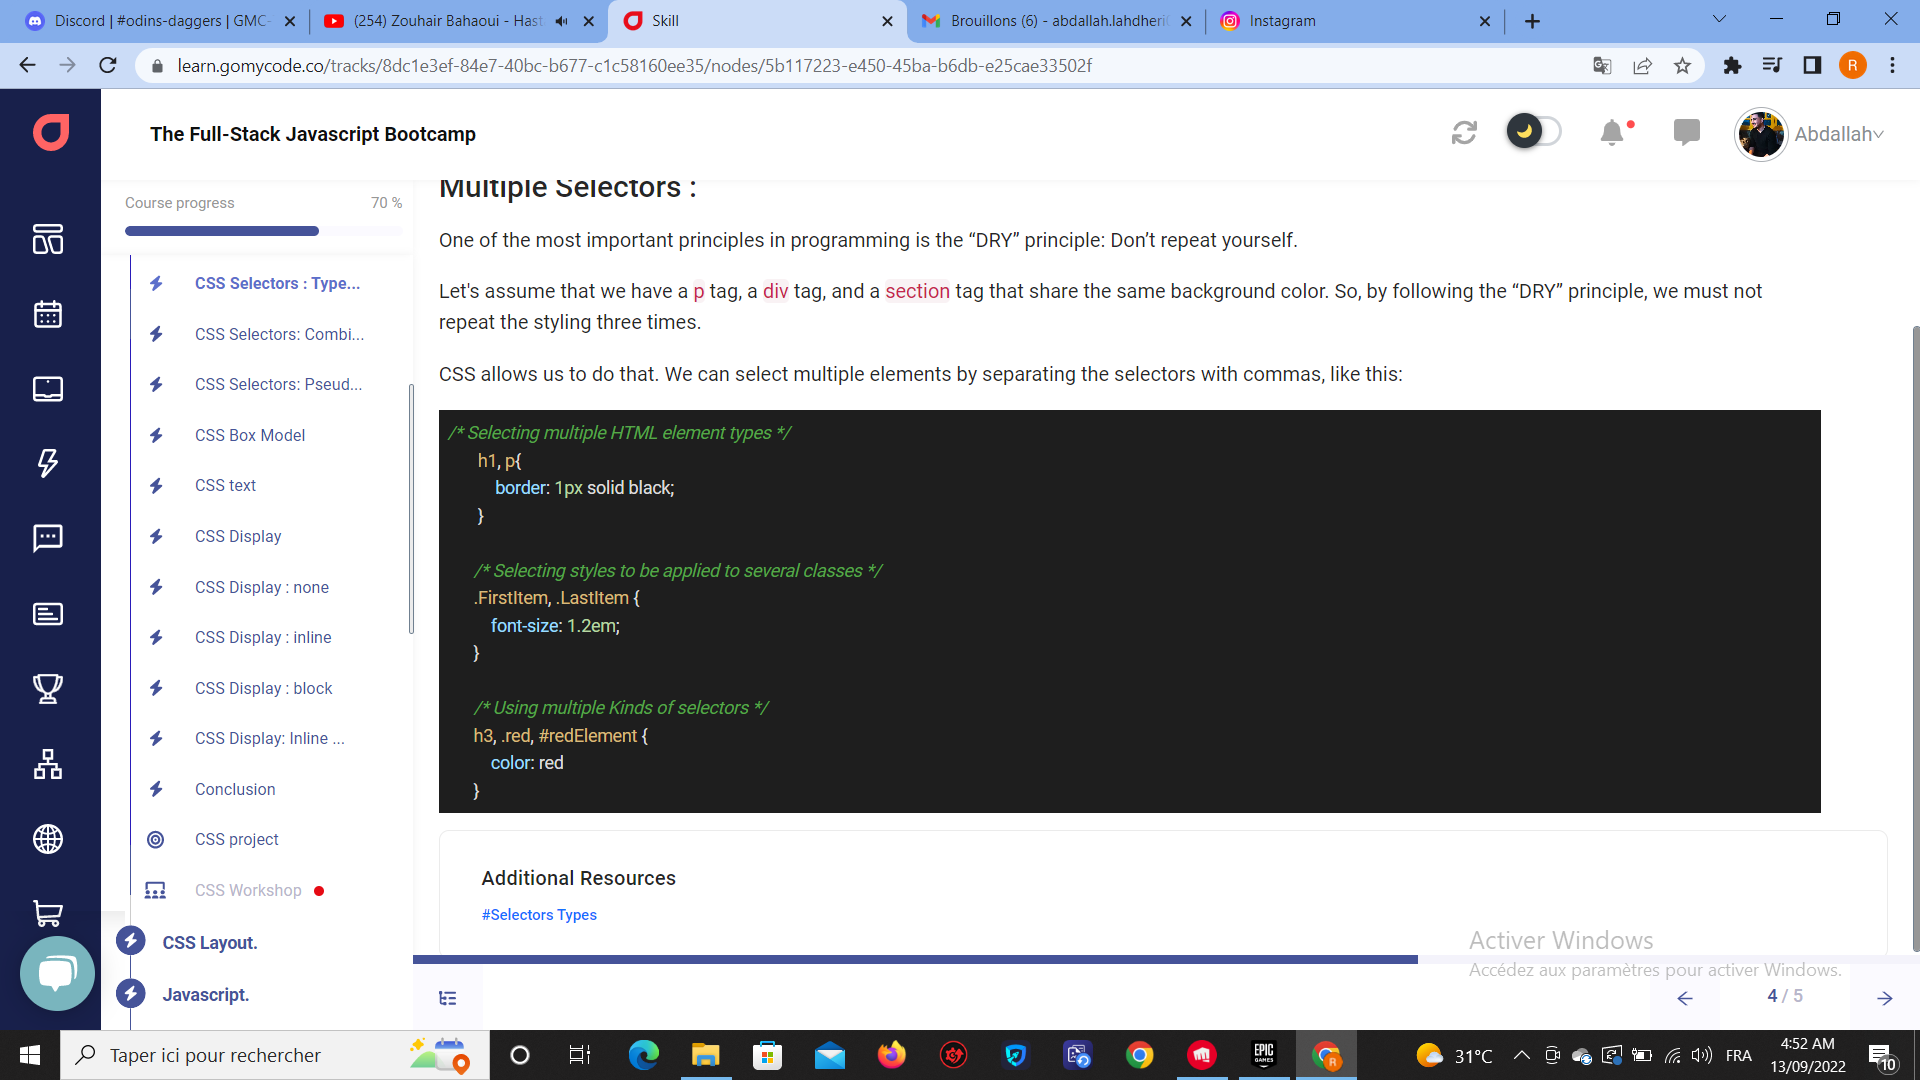 Discord | #odins-daggers | GMC-
(254) Zouhair Bahaoui - Hast
Skill
Brouillons (6) - abdallah.lahdheri
Instagram
learn.gomycode.co/tracks/8dc1e3ef-84e7-40bc-b677-c1c58160ee35/nodes/5b117223-e450-45ba-b6db-e25cae33502f
R
The Full-Stack Javascript Bootcamp
Abdallah
Course progress
70 %
CSS Selectors : Type...
CSS Selectors: Combi...
CSS Selectors: Pseud...
CSS Box Model
CSS text
CSS Display
CSS Display : none
CSS Display : inline
CSS Display : block
CSS Display: Inline ...
Conclusion
CSS project
CSS Workshop
CSS Layout.
Javascript.
Multiple Selectors :
One of the most important principles in programming is the “DRY” principle: Don’t repeat yourself.
Let's assume that we have a p tag, a div tag, and a section tag that share the same background color. So, by following the “DRY” principle, we must not
repeat the styling three times.
CSS allows us to do that. We can select multiple elements by separating the selectors with commas, like this:
/* Selecting multiple HTML element types */
h1, p{
border: 1px solid black;
}
/* Selecting styles to be applied to several classes */
.FirstItem, .LastItem {
font-size: 1.2em;
}
/* Using multiple Kinds of selectors */
h3, .red, #redElement {
color: red
}
Additional Resources
#Selectors Types
Activer Windows
Accédez aux paramètres pour activer Windows.
4 / 5
Taper ici pour rechercher
EPIC
GAMES
R
31°C
FRA
4:52 AM
13/09/2022
10